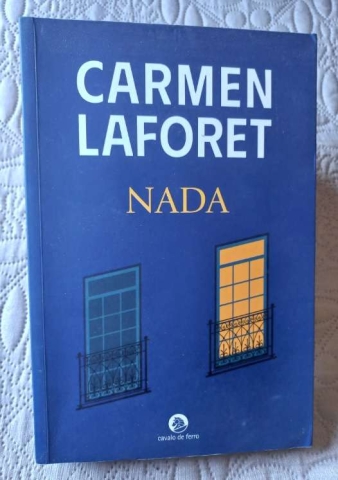 CARMEN
LAFORET
NADA
cavalo de ferro